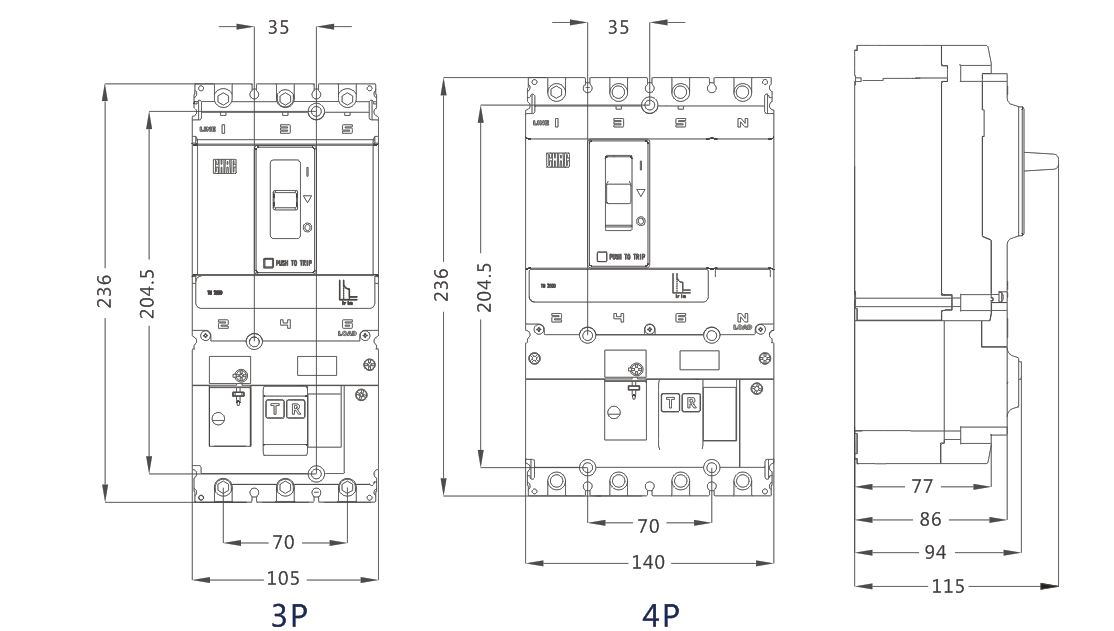 35
236
204.5
LINE 1 3 5
PUSH TO TRIP
2 4 6
LOAD
T R
70
105
3P
35
236
204.5
LINE 1 3 5 N
PUSH TO TRIP
2 4 6 N
LOAD
T R
70
140
4P
77
86
94
115